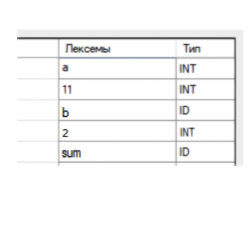 Лексемы Тип
a INT
11 INT
b ID
2 INT
sum ID